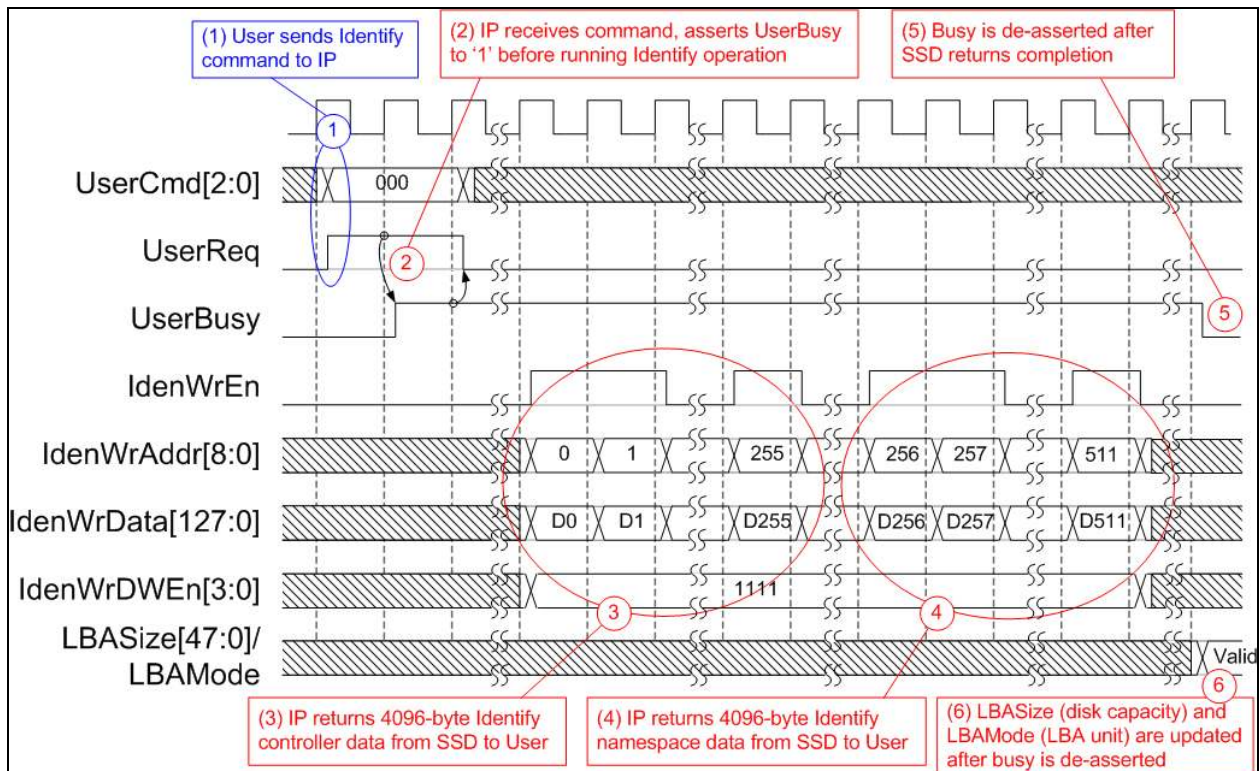 (1) User sends Identify
command to IP
(2) IP receives command, asserts UserBusy
to ‘1’ before running Identify operation
(5) Busy is de-asserted after
SSD returns completion
1
UserCmd[2:0]
000
UserReq
2
UserBusy
5
IdenWrEn
IdenWrAddr[8:0]
0 1 255 256 257 511
IdenWrData[127:0]
D0 D1 D255 D256 D257 D511
IdenWrDWEn[3:0]
1111
3 4
LBASize[47:0]/
LBAMode
Valid
6
(3) IP returns 4096-byte Identify
controller data from SSD to User
(4) IP returns 4096-byte Identify
namespace data from SSD to User
(6) LBASize (disk capacity) and
LBAMode (LBA unit) are updated
after busy is de-asserted